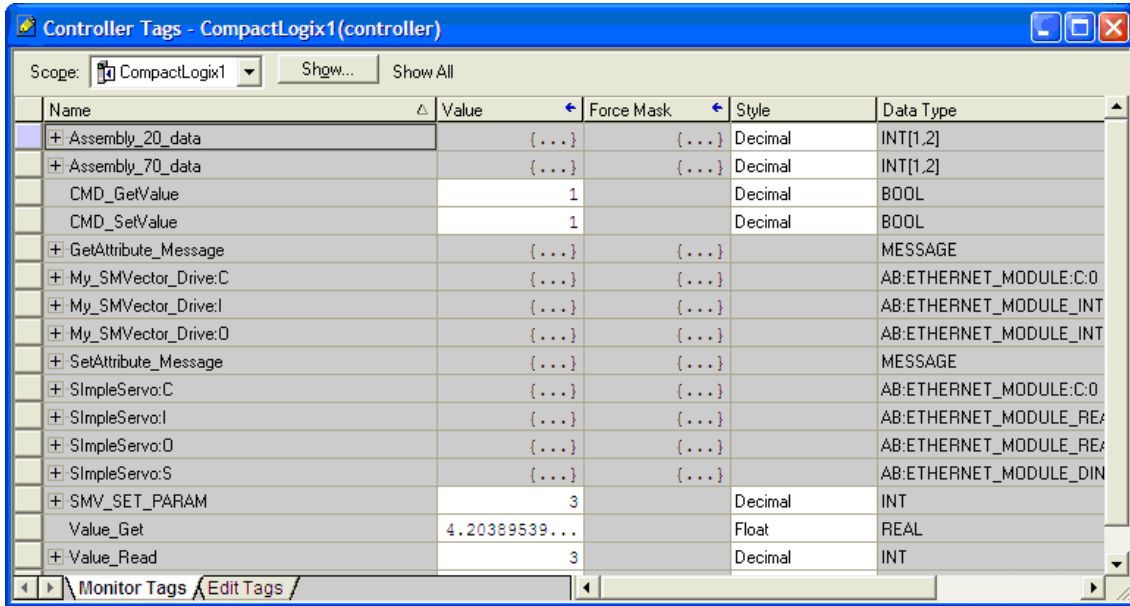 Controller Tags - CompactLogix1(controller)
Scope: CompactLogix1 Show... Show All
Name Value Force Mask Style Data Type
Assembly_20_data {...} {...} Decimal INT[1,2]
Assembly_70_data {...} {...} Decimal INT[1,2]
CMD_GetValue 1 Decimal BOOL
CMD_SetValue 1 Decimal BOOL
GetAttribute_Message {...} {...} MESSAGE
My_SMVector_Drive:C {...} {...} AB:ETHERNET_MODULE:C:0
My_SMVector_Drive:I {...} {...} AB:ETHERNET_MODULE_INT
My_SMVector_Drive:O {...} {...} AB:ETHERNET_MODULE_INT
SetAttribute_Message {...} {...} MESSAGE
SImpleServo:C {...} {...} AB:ETHERNET_MODULE:C:0
SImpleServo:I {...} {...} AB:ETHERNET_MODULE_REA
SImpleServo:O {...} {...} AB:ETHERNET_MODULE_REA
SImpleServo:S {...} {...} AB:ETHERNET_MODULE_DIN
SMV_SET_PARAM 3 Decimal INT
Value_Get 4.20389539... Float REAL
Value_Read 3 Decimal INT
Monitor Tags Edit Tags